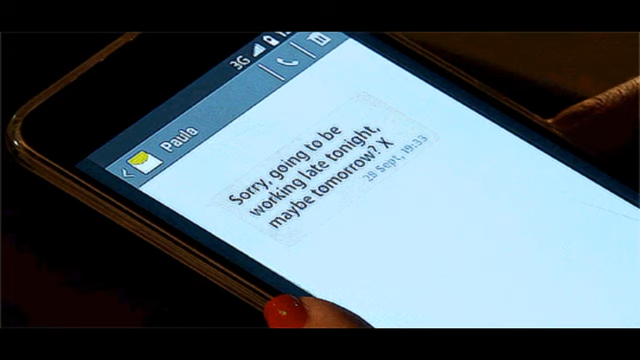 3G
Paula
Sorry, going to be
working late tonight,
maybe tomorrow? X
28 Sept, 19:33